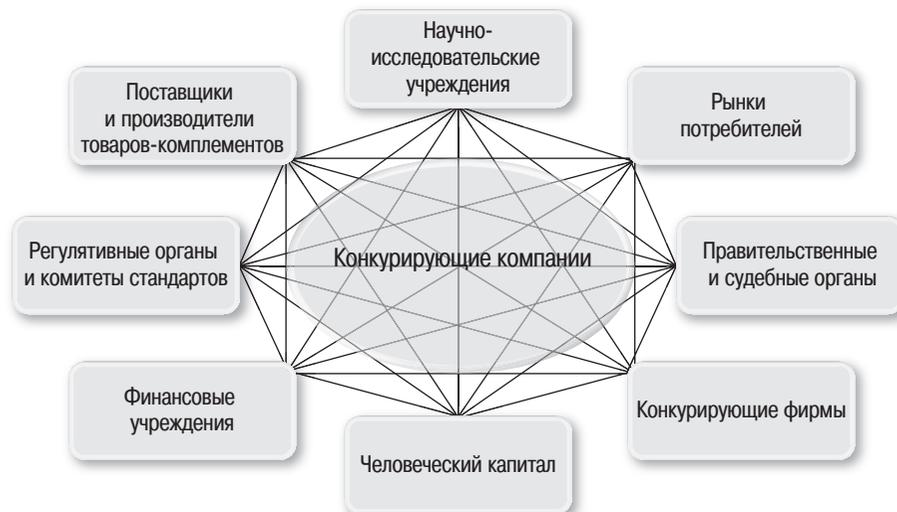 Научно-
исследовательские
учреждения
Поставщики
и производители
товаров-комплементов
Рынки
потребителей
Регулятивные органы
и комитеты стандартов
Конкурирующие компании
Правительственные
и судебные органы
Финансовые
учреждения
Конкурирующие фирмы
Человеческий капитал